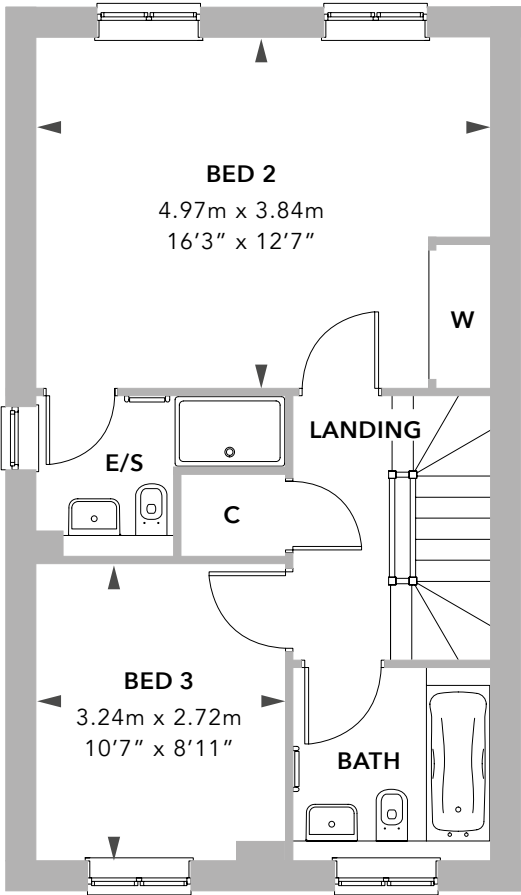 BED 2
4.97m x 3.84m
16’3” x 12’7”
W
LANDING
E/S
C
BED 3
3.24m x 2.72m
10’7” x 8’11”
BATH